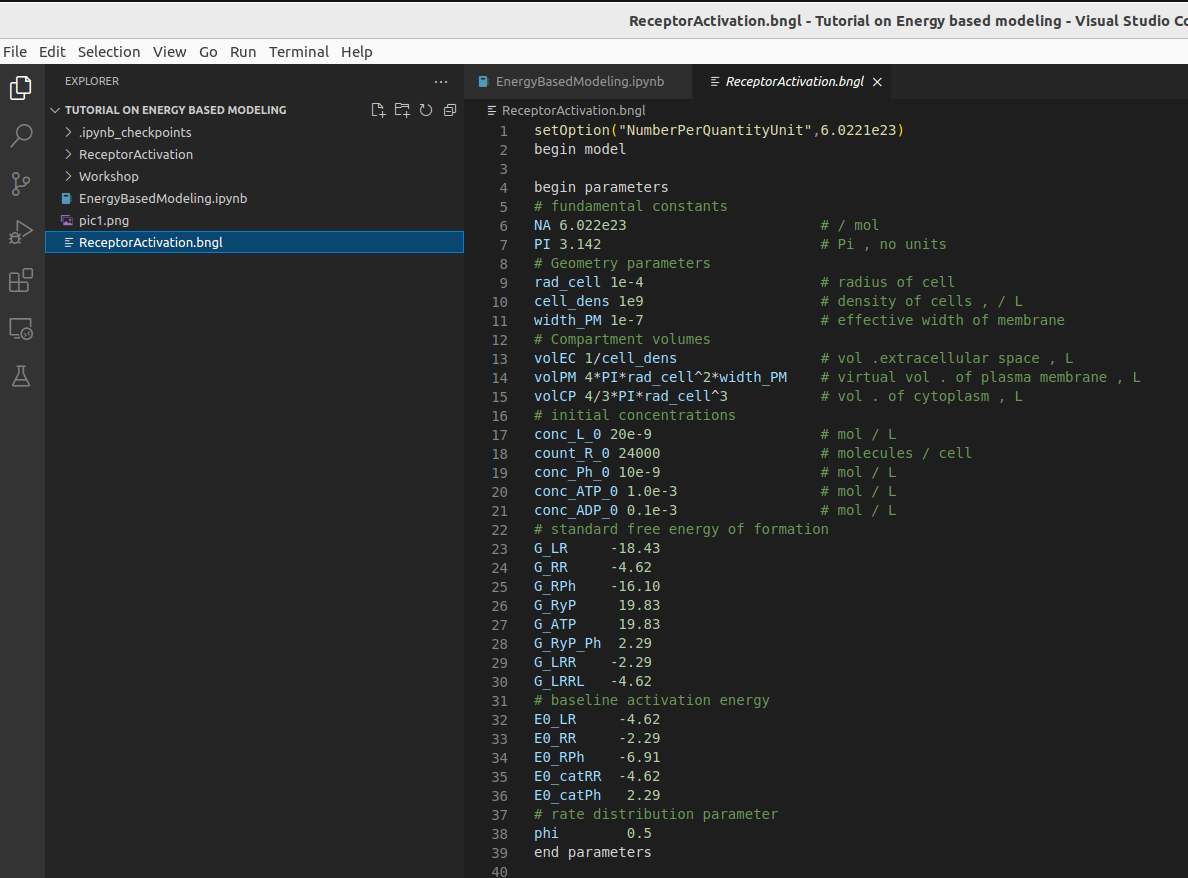 ReceptorActivation.bngl - Tutorial on Energy based modeling - Visual Studio Co
File Edit Selection View Go Run Terminal Help
EXPLORER
TUTORIAL ON ENERGY BASED MODELING
.ipynb_checkpoints
ReceptorActivation
Workshop
EnergyBasedModeling.ipynb
pic1.png
ReceptorActivation.bngl
EnergyBasedModeling.ipynb ReceptorActivation.bngl
ReceptorActivation.bngl
1 setOption("NumberPerQuantityUnit",6.0221e23)
2 begin model
3
4 begin parameters
5 # fundamental constants
6 NA 6.022e23 # / mol
7 PI 3.142 # Pi , no units
8 # Geometry parameters
9 rad_cell 1e-4 # radius of cell
10 cell_dens 1e9 # density of cells , / L
11 width_PM 1e-7 # effective width of membrane
12 # Compartment volumes
13 volEC 1/cell_dens # vol .extracellular space , L
14 volPM 4*PI*rad_cell^2*width_PM # virtual vol . of plasma membrane , L
15 volCP 4/3*PI*rad_cell^3 # vol . of cytoplasm , L
16 # initial concentrations
17 conc_L_0 20e-9 # mol / L
18 count_R_0 24000 # molecules / cell
19 conc_Ph_0 10e-9 # mol / L
20 conc_ATP_0 1.0e-3 # mol / L
21 conc_ADP_0 0.1e-3 # mol / L
22 # standard free energy of formation
23 G_LR -18.43
24 G_RR -4.62
25 G_RPh -16.10
26 G_RyP 19.83
27 G_ATP 19.83
28 G_RyP_Ph 2.29
29 G_LRR -2.29
30 G_LRRL -4.62
31 # baseline activation energy
32 E0_LR -4.62
33 E0_RR -2.29
34 E0_RPh -6.91
35 E0_catRR -4.62
36 E0_catPh 2.29
37 # rate distribution parameter
38 phi 0.5
39 end parameters
40